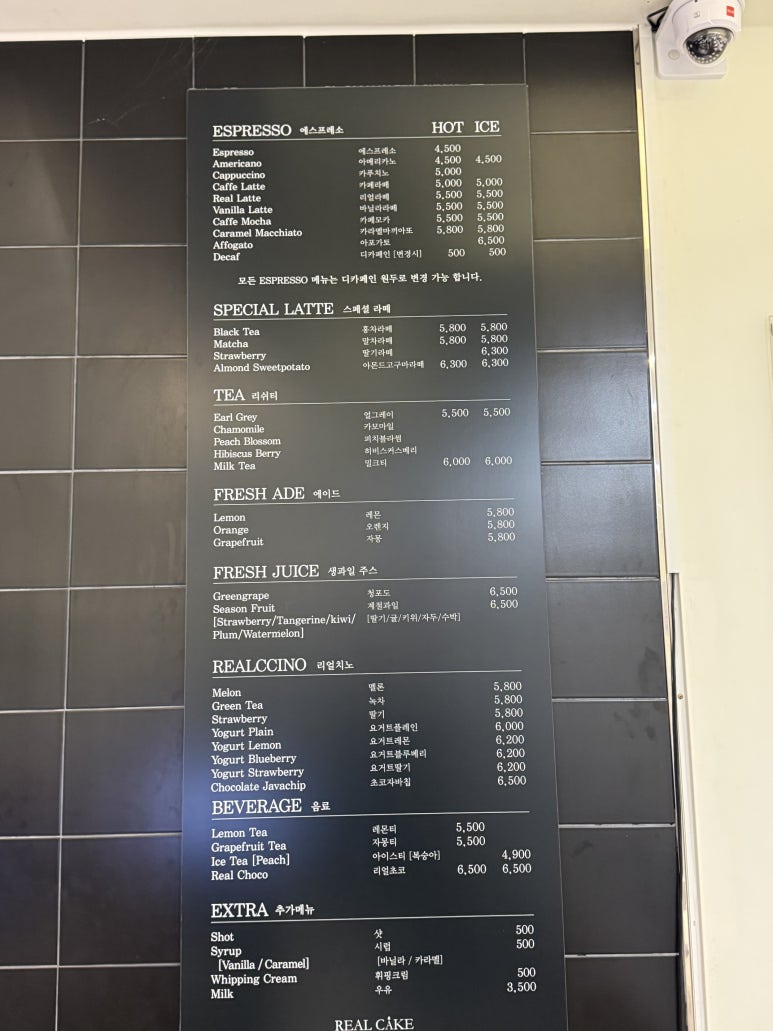 ESPRESSO 에스프레소 HOT ICE
Espresso 에스프레소 4,500
Americano 아메리카노 4,500 4,500
Cappuccino 카푸치노 5,000
Caffe Latte 카페라떼 5,000 5,000
Real Latte 리얼라떼 5,500 5,500
Vanilla Latte 바닐라라떼 5,500 5,500
Caffe Mocha 카페모카 5,500 5,500
Caramel Macchiato 카라멜마끼아또 5,800 5,800
Affogato 아포가토 6,500
Decaf 디카페인 [변경시] 500 500
모든 ESPRESSO 메뉴는 디카페인 원두로 변경 가능 합니다.
SPECIAL LATTE 스페셜 라떼
Black Tea 홍차라떼 5,800 5,800
Matcha 말차라떼 5,800 5,800
Strawberry 딸기라떼 6,300
Almond Sweetpotato 아몬드고구마라떼 6,300 6,300
TEA 리쉬티
Earl Grey 얼그레이 5,500 5,500
Chamomile 카모마일
Peach Blossom 피치블라썸
Hibiscus Berry 히비스커스베리
Milk Tea 밀크티 6,000 6,000
FRESH ADE 에이드
Lemon 레몬 5,800
Orange 오렌지 5,800
Grapefruit 자몽 5,800
FRESH JUICE 생과일 주스
Greengrape 청포도 6,500
Season Fruit 계절과일 6,500
[Strawberry/Tangerine/kiwi/ [딸기/귤/키위/자두/수박]
Plum/Watermelon]
REALCCINO 리얼치노
Melon 멜론 5,800
Green Tea 녹차 5,800
Strawberry 딸기 5,800
Yogurt Plain 요거트플레인 6,000
Yogurt Lemon 요거트레몬 6,200
Yogurt Blueberry 요거트블루베리 6,200
Yogurt Strawberry 요거트딸기 6,200
Chocolate Javachip 초코자바칩 6,500
BEVERAGE 음료
Lemon Tea 레몬티 5,500
Grapefruit Tea 자몽티 5,500
Ice Tea [Peach] 아이스티 [복숭아] 4,900
Real Choco 리얼초코 6,500 6,500
EXTRA 추가메뉴
Shot 샷 500
Syrup 시럽 500
[Vanilla / Caramel] [바닐라 / 카라멜]
Whipping Cream 휘핑크림 500
Milk 우유 3,500
REAL CAKE